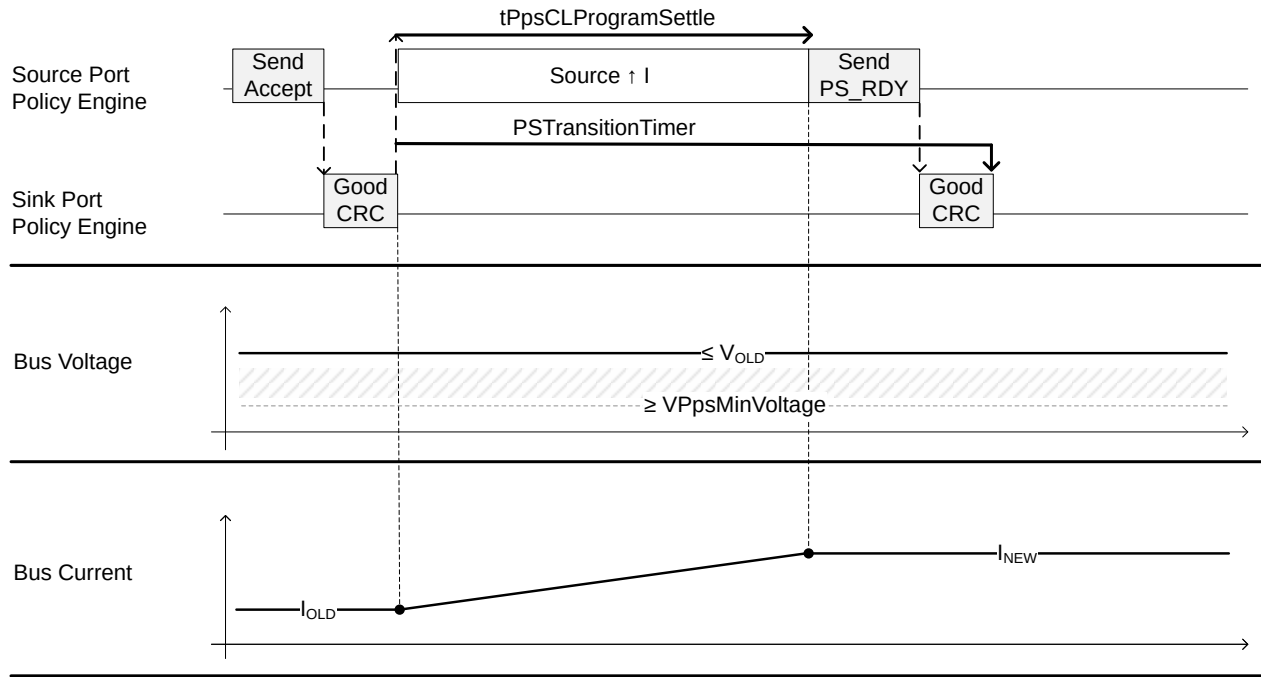 tPpsCLProgramSettle
Source Port
Policy Engine
Send
Accept
Source ↑ I
Send
PS_RDY
PSTransitionTimer
Sink Port
Policy Engine
Good
CRC
Good
CRC
Bus Voltage
≤ VOLD
≥ VPpsMinVoltage
Bus Current
IOLD
INEW